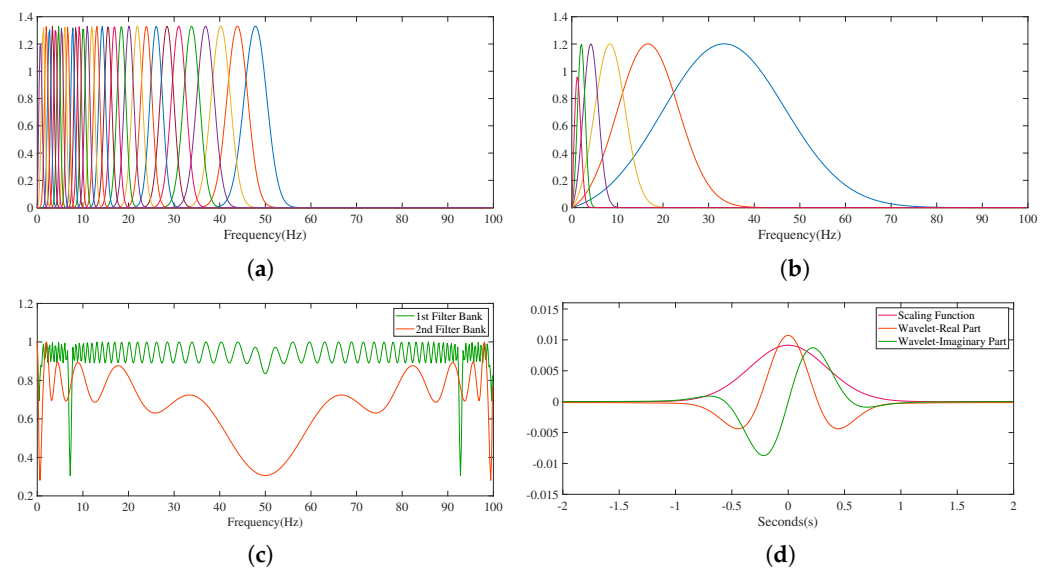 1.4
1.2
1
0.8
0.6
0.4
0.2
0
0 10 20 30 40 50 60 70 80 90 100
Frequency(Hz)
(a)
1.4
1.2
1
0.8
0.6
0.4
0.2
0
0 10 20 30 40 50 60 70 80 90 100
Frequency(Hz)
(b)
1.2
1
0.8
0.6
0.4
0.2
1st Filter Bank
2nd Filter Bank
0 10 20 30 40 50 60 70 80 90 100
Frequency(Hz)
(c)
0.015
0.01
0.005
0
-0.005
-0.01
-0.015
Scaling Function
Wavelet-Real Part
Wavelet-Imaginary Part
-2 -1.5 -1 -0.5 0 0.5 1 1.5 2
Seconds(s)
(d)